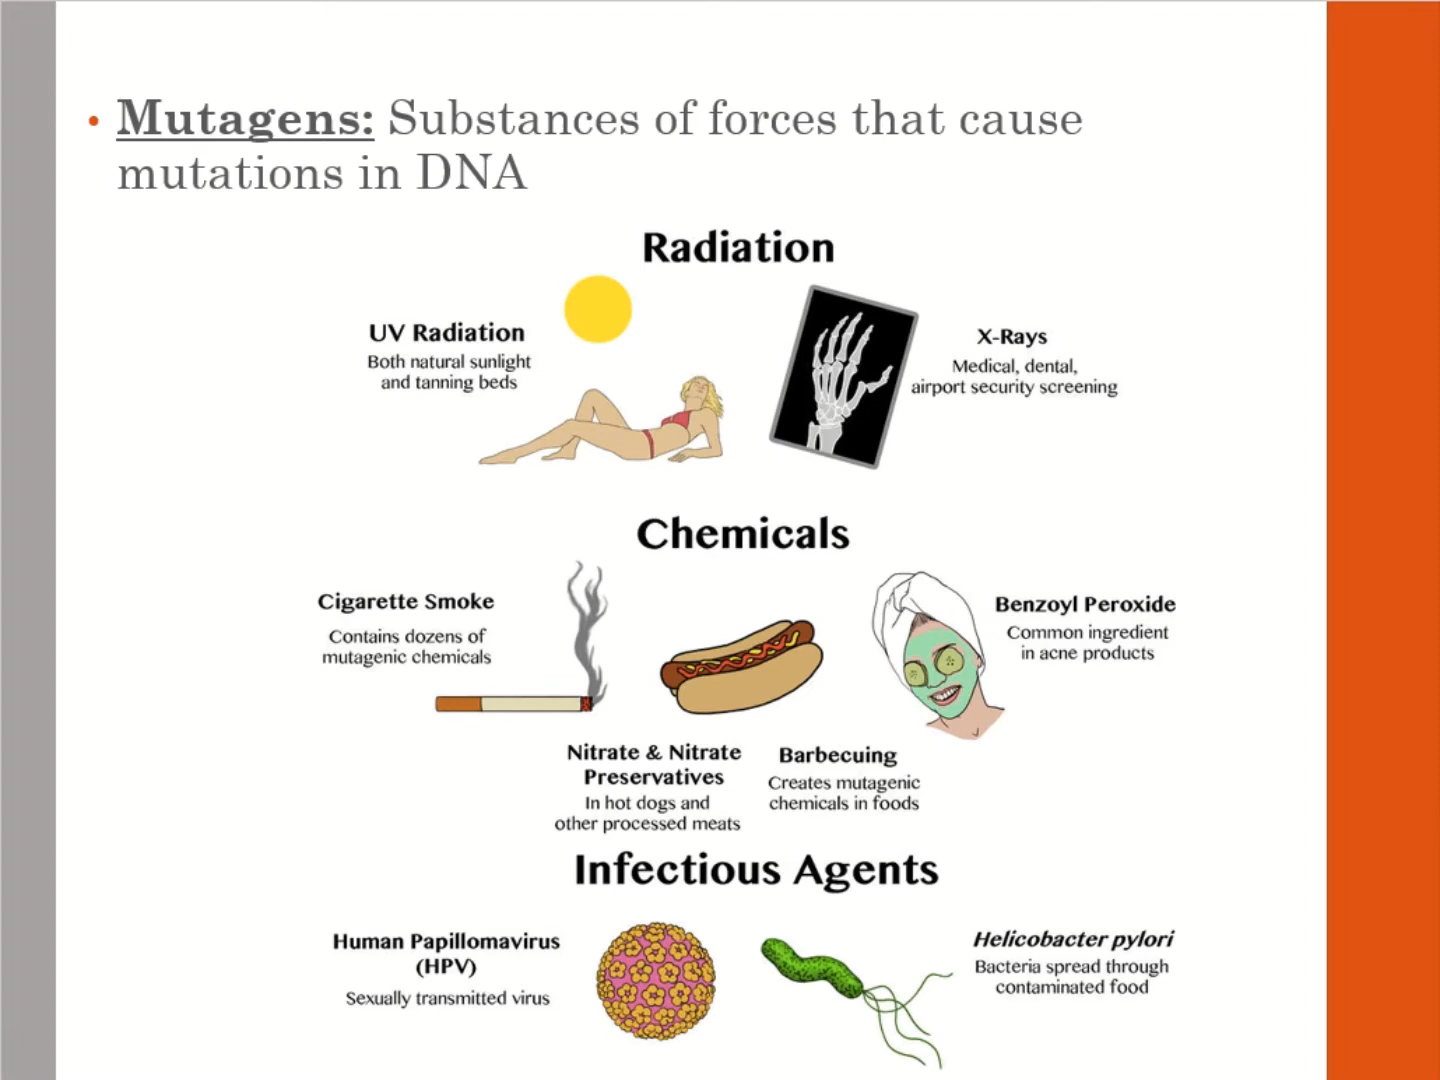 • Mutagens: Substances of forces that cause
mutations in DNA
Radiation
UV Radiation
Both natural sunlight
and tanning beds
X-Rays
Medical, dental,
airport security screening
Chemicals
Cigarette Smoke
Contains dozens of
mutagenic chemicals
Benzoyl Peroxide
Common ingredient
in acne products
Nitrate & Nitrate
Preservatives
In hot dogs and
other processed meats
Barbecuing
Creates mutagenic
chemicals in foods
Infectious Agents
Human Papillomavirus
(HPV)
Sexually transmitted virus
Helicobacter pylori
Bacteria spread through
contaminated food